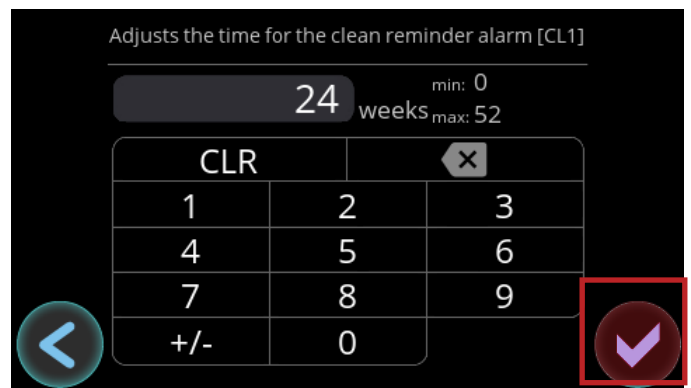 Adjusts the time for the clean reminder alarm [CL1]
24 weeks min: 0
max: 52
CLR
1 2 3
4 5 6
7 8 9
+/- 0